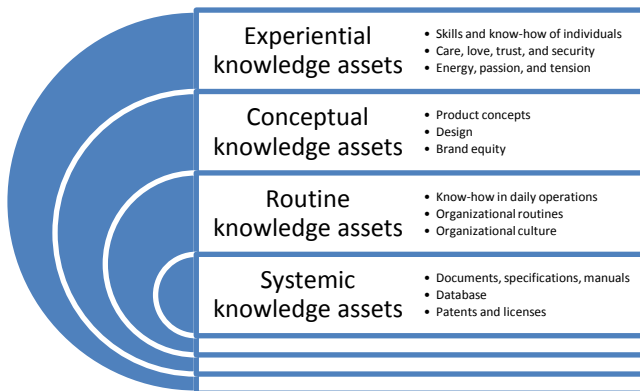 Experiential
knowledge assets
• Skills and know-how of individuals
• Care, love, trust, and security
• Energy, passion, and tension
Conceptual
knowledge assets
• Product concepts
• Design
• Brand equity
Routine
knowledge assets
• Know-how in daily operations
• Organizational routines
• Organizational culture
Systemic
knowledge assets
• Documents, specifications, manuals
• Database
• Patents and licenses